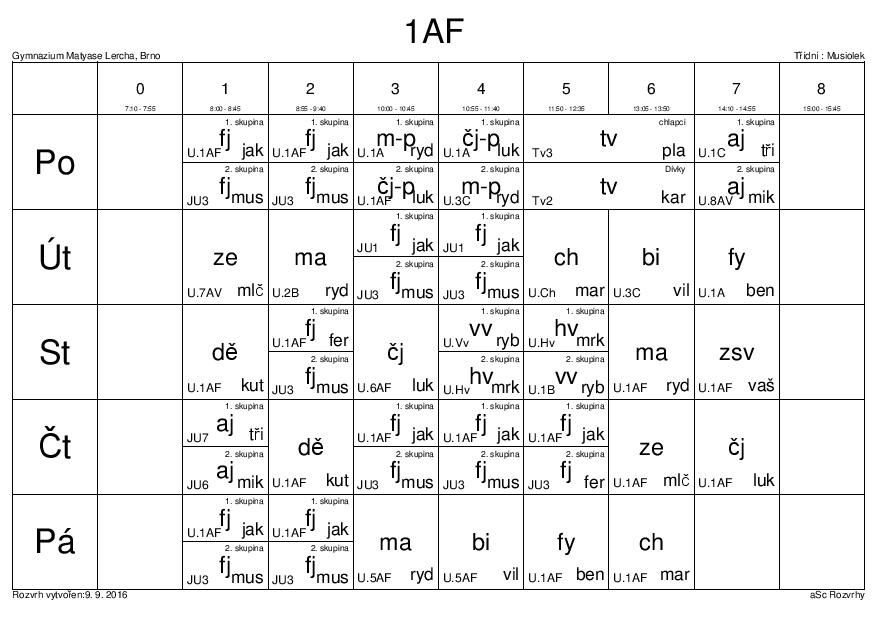 1AF
Gymnazium Matyase Lercha, Brno
Třídní : Musiolek
0 1 2 3 4 5 6 7 8
7:10 - 7:55 8:00 - 8:45 8:55 - 9:40 10:00 - 10:45 10:55 - 11:40 11:50 - 12:35 13:05 - 13:50 14:10 - 14:55 15:00 - 15:45
Po
1. skupina fj U.1AF jak
1. skupina fj U.1AF jak
1. skupina m-p U.1A ryd
1. skupina čj-p U.1A luk
chlapci tv Tv3 pla
1. skupina aj U.1C tři
2. skupina fj JU3 mus
2. skupina fj JU3 mus
2. skupina čj-p U.1AF luk
2. skupina m-p U.3C ryd
Dívky tv Tv2 kar
2. skupina aj U.8AV mik
Út
ze U.7AV mlč
ma U.2B ryd
1. skupina fj JU1 jak
1. skupina fj JU1 jak
2. skupina fj JU3 mus
2. skupina fj JU3 mus
ch U.Ch mar
bi U.3C vil
fy U.1A ben
St
dě U.1AF kut
1. skupina fj U.1AF fer
2. skupina fj JU3 mus
čj U.6AF luk
1. skupina vv U.Vv ryb
1. skupina hv U.Hv mrk
2. skupina hv U.Hv mrk
2. skupina vv U.1B ryb
ma U.1AF ryd
zsv U.1AF vaš
Čt
1. skupina aj JU7 tři
2. skupina aj JU6 mik
dě U.1AF kut
1. skupina fj U.1AF jak
1. skupina fj U.1AF jak
1. skupina fj U.1AF jak
2. skupina fj JU3 mus
2. skupina fj JU3 mus
2. skupina fj JU3 fer
ze U.1AF mlč
čj U.1AF luk
Pá
1. skupina fj U.1AF jak
1. skupina fj U.1AF jak
2. skupina fj JU3 mus
2. skupina fj JU3 mus
ma U.5AF ryd
bi U.5AF vil
fy U.1AF ben
ch U.1AF mar
Rozvrh vytvořen:9. 9. 2016
aSc Rozvrhy